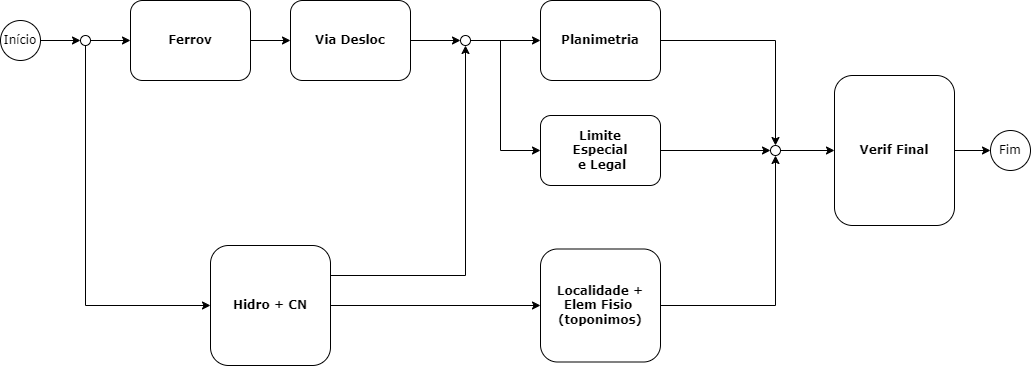 Início
Ferrov
Via Desloc
Planimetria
Limite
Especial
e Legal
Verif Final
Fim
Hidro + CN
Localidade +
Elem Fisio
(toponimos)